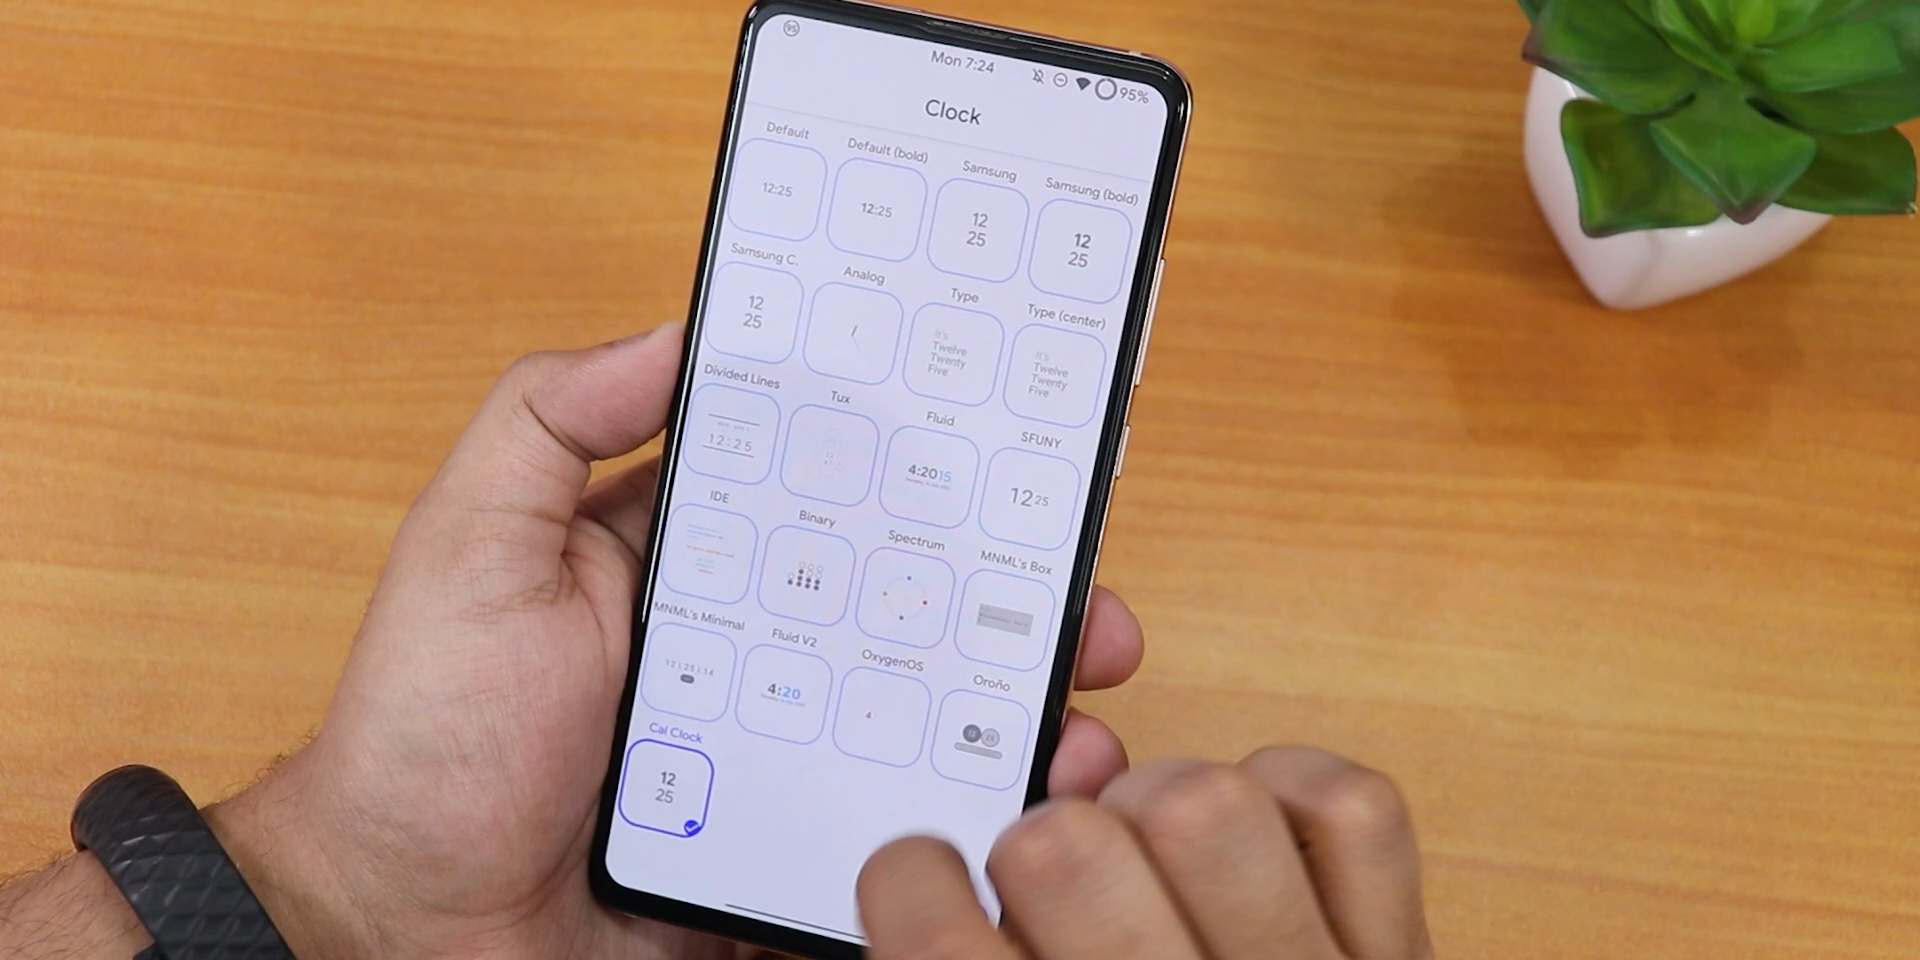 95
Mon 7:24
95%
Clock
Default
Default (bold)
Samsung
Samsung (bold)
12:25
12:25
12
25
12
25
Samsung C.
Analog
Type
Type (center)
12
25
It's
Twelve
Twenty
Five
It's
Twelve
Twenty
Five
Divided Lines
Tux
Fluid
SFUNY
12:25
4:2015
1225
IDE
Binary
Spectrum
MNML's Box
MNML's Minimal
Fluid V2
OxygenOS
Oroño
12 | 25 | 14
4:20
4
12
25
Cal Clock
12
25